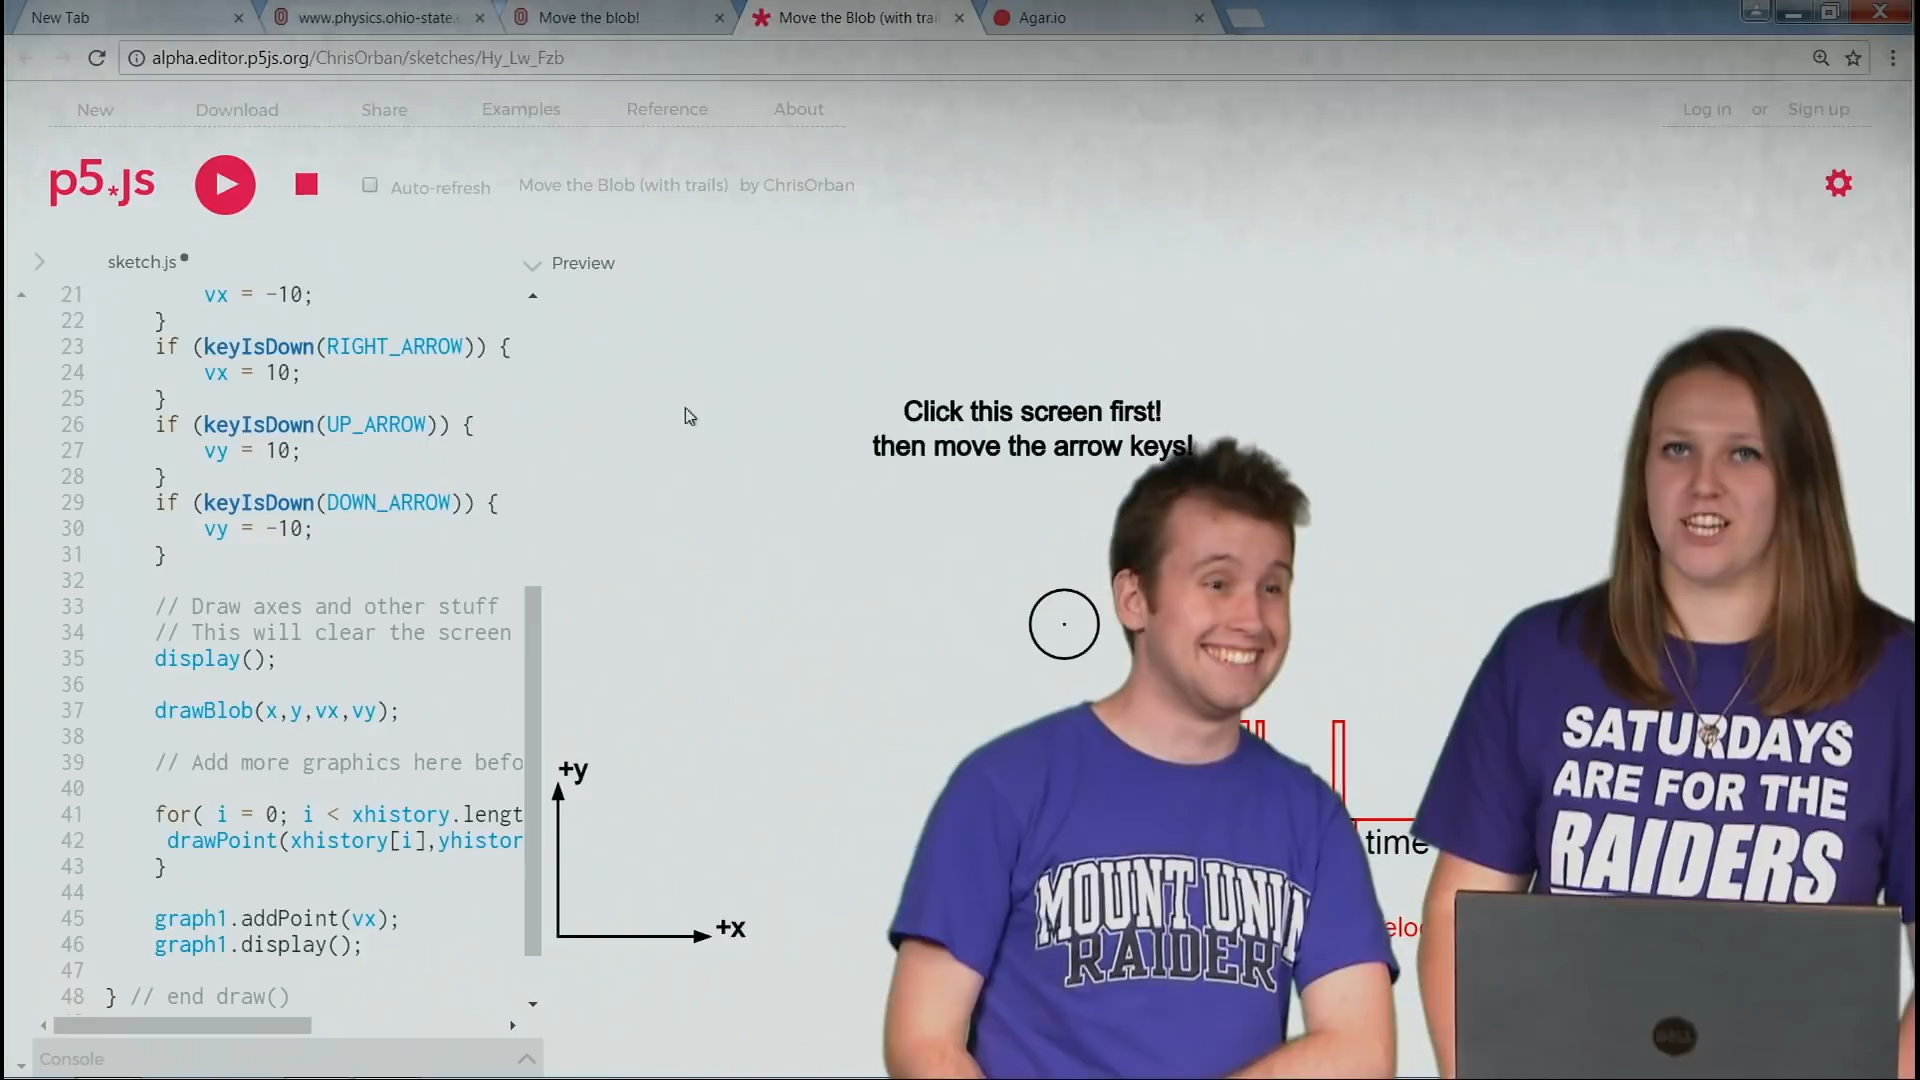 New Tab
www.physics.ohio-state.
Move the blob!
Move the Blob (with trai
Agar.io
alpha.editor.p5js.org/ChrisOrban/sketches/Hy_Lw_Fzb
New
Download
Share
Examples
Reference
About
Log in or Sign up
p5*js
Auto-refresh
Move the Blob (with trails) by ChrisOrban
sketch.js
Preview
21 vx = -10;
22 }
23 if (keyIsDown(RIGHT_ARROW)) {
24 vx = 10;
25 }
26 if (keyIsDown(UP_ARROW)) {
27 vy = 10;
28 }
29 if (keyIsDown(DOWN_ARROW)) {
30 vy = -10;
31 }
32
33 // Draw axes and other stuff
34 // This will clear the screen
35 display();
36
37 drawBlob(x,y,vx,vy);
38
39 // Add more graphics here befo
40
41 for( i = 0; i < xhistory.lengt
42 drawPoint(xhistory[i],yhistor
43 }
44
45 graph1.addPoint(vx);
46 graph1.display();
47
48 } // end draw()
Console
Click this screen first!
then move the arrow keys!
+y
+x
time
eloc
MOUNT UNION
RAIDER
SATURDAYS
ARE FOR THE
RAIDERS
DELL